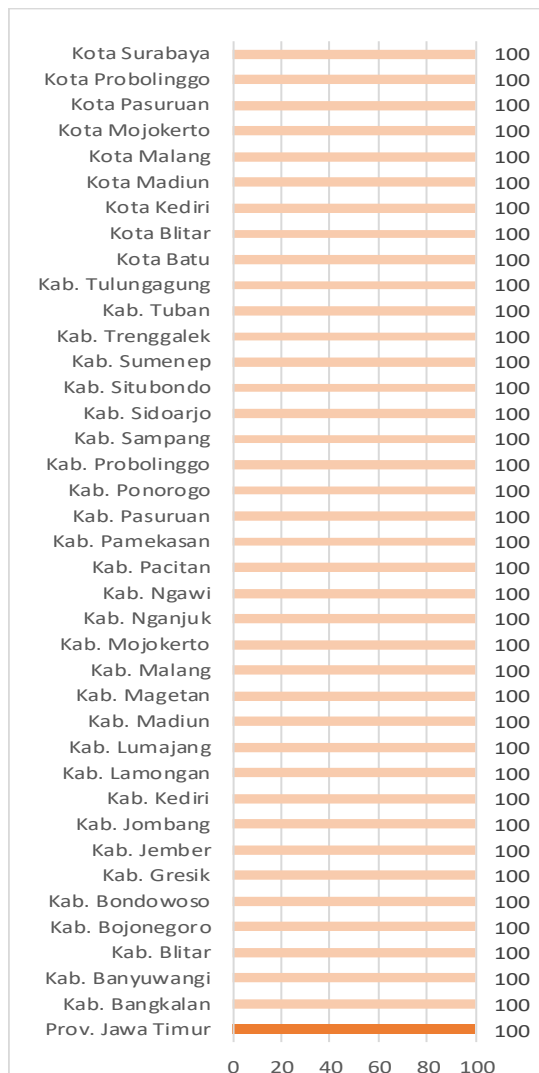 Kota Surabaya 100
Kota Probolinggo 100
Kota Pasuruan 100
Kota Mojokerto 100
Kota Malang 100
Kota Madiun 100
Kota Kediri 100
Kota Blitar 100
Kota Batu 100
Kab. Tulungagung 100
Kab. Tuban 100
Kab. Trenggalek 100
Kab. Sumenep 100
Kab. Situbondo 100
Kab. Sidoarjo 100
Kab. Sampang 100
Kab. Probolinggo 100
Kab. Ponorogo 100
Kab. Pasuruan 100
Kab. Pamekasan 100
Kab. Pacitan 100
Kab. Ngawi 100
Kab. Nganjuk 100
Kab. Mojokerto 100
Kab. Malang 100
Kab. Magetan 100
Kab. Madiun 100
Kab. Lumajang 100
Kab. Lamongan 100
Kab. Kediri 100
Kab. Jombang 100
Kab. Jember 100
Kab. Gresik 100
Kab. Bondowoso 100
Kab. Bojonegoro 100
Kab. Blitar 100
Kab. Banyuwangi 100
Kab. Bangkalan 100
Prov. Jawa Timur 100
0 20 40 60 80 100